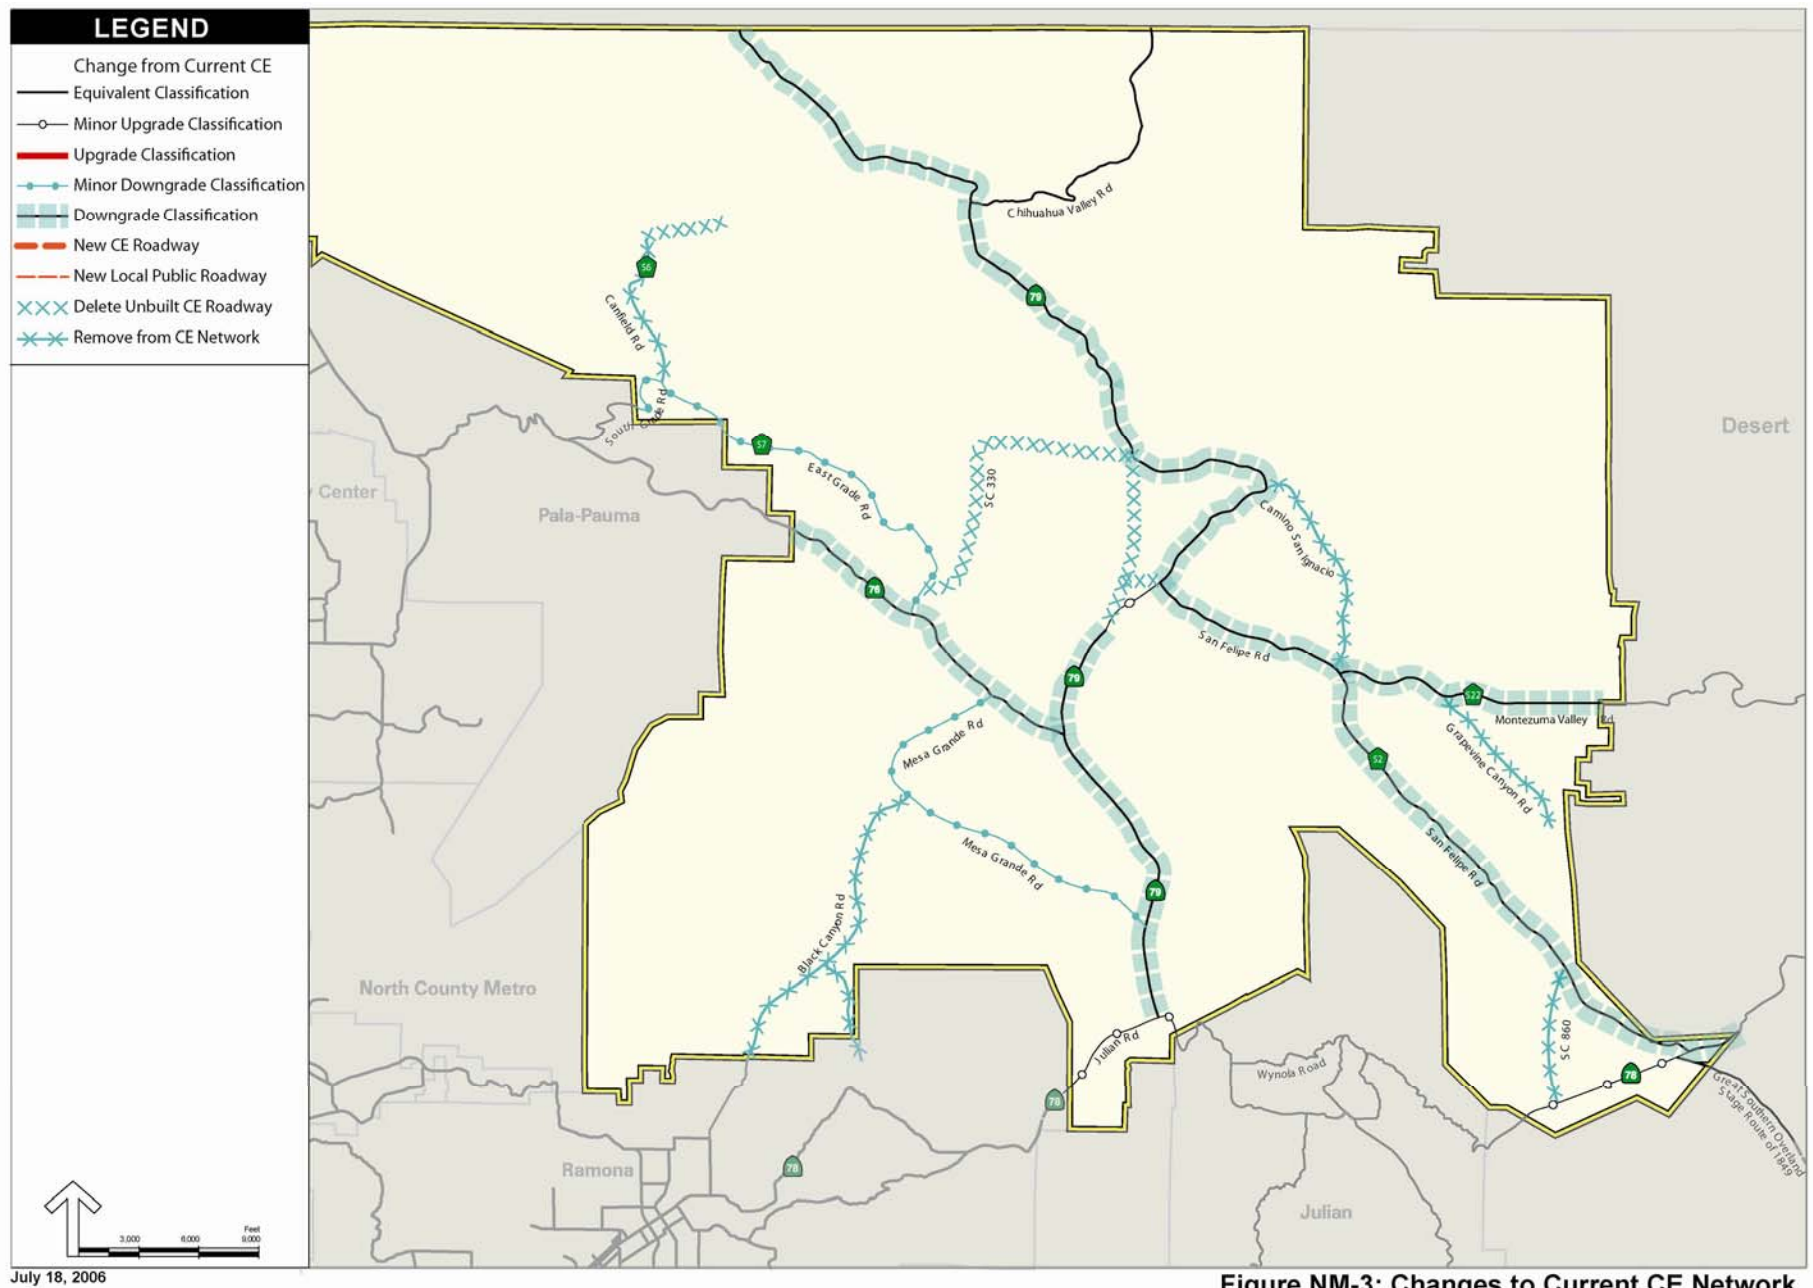 LEGEND
Change from Current CE
Equivalent Classification
Minor Upgrade Classification
Upgrade Classification
Minor Downgrade Classification
Downgrade Classification
New CE Roadway
New Local Public Roadway
Delete Unbuilt CE Roadway
Remove from CE Network
Chihuahua Valley Rd
S6
79
Canfield Rd
South Grade Rd
Desert
S7
East Grade Rd
SC 330
Center
Pala-Pauma
Camino San Ignacio
76
San Felipe Rd
79
S22
Montezuma Valley Rd
Mesa Grande Rd
Grapevine Canyon Rd
S2
Mesa Grande Rd
San Felipe Rd
79
Black Canyon Rd
North County Metro
Julian Rd
SC 860
Wynola Road
78
78
Great Southern Overland
Stage Route of 1849
Ramona
78
Julian
Feet
3,000 6,000 9,000
July 18, 2006
Figure NM-3: Changes to Current CE Network